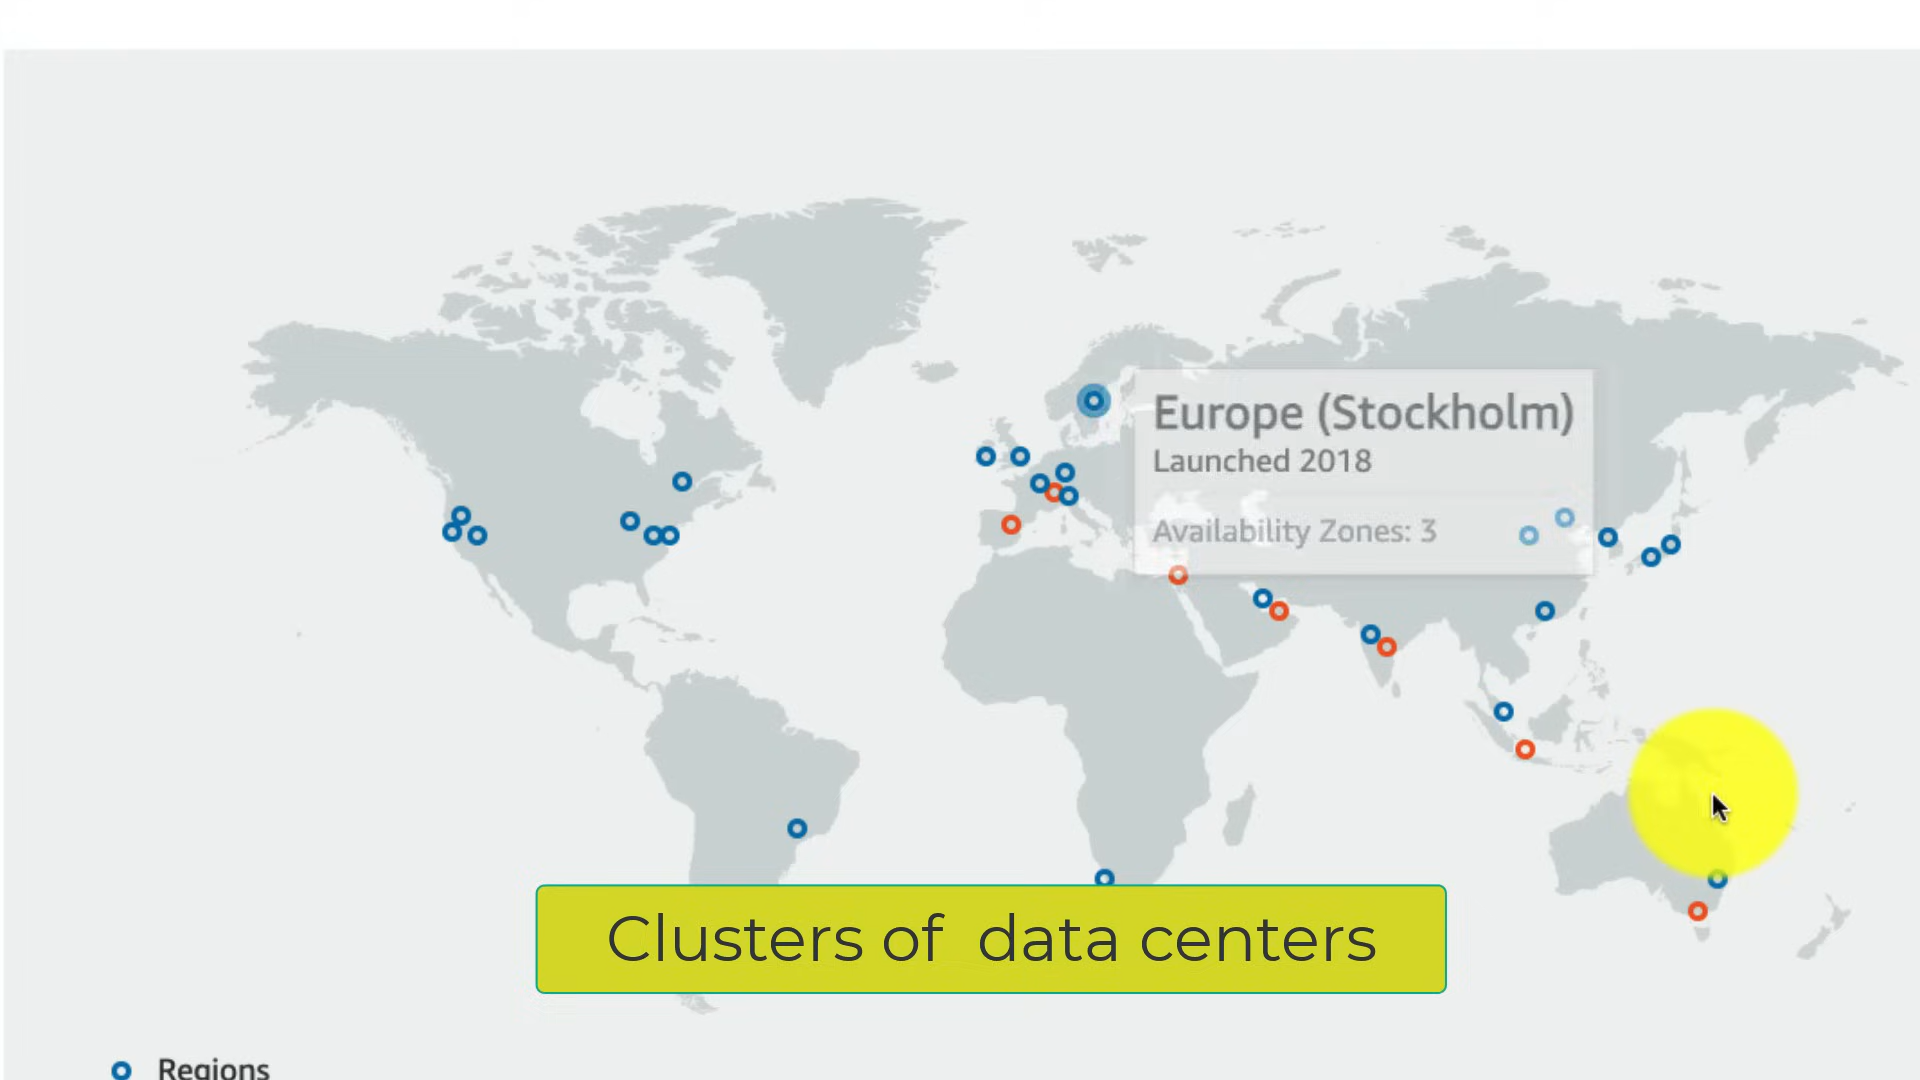 Europe (Stockholm)
Launched 2018
Availability Zones: 3
Clusters of data centers
Regions